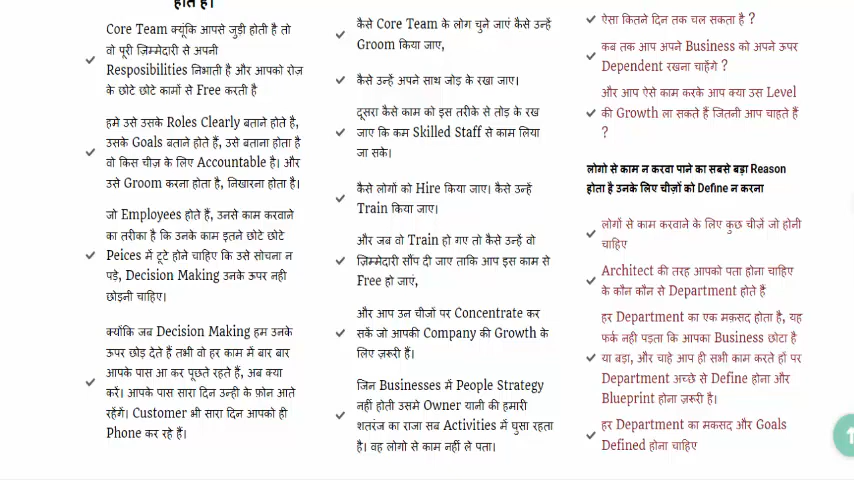 होते है।
Core Team क्यूंकि आपसे जुड़ी होती है तो
वो पूरी ज़िम्मेदारी से अपनी
Resposibilities निभाती है और आपको रोज़
के छोटे छोटे कामों से Free करती है
हमे उसे उसके Roles Clearly बताने होते है,
उसके Goals बताने होते हैं, उसे बताना होता है
वो किस चीज़ के लिए Accountable है। और
उसे Groom करना होता है, निखारना होता है।
जो Employees होते हैं, उनसे काम करवाने
का तरीका है कि उनके काम इतने छोटे छोटे
Peices में टूटे होने चाहिए कि उसे सोचना न
पड़े, Decision Making उनके ऊपर नही
छोड़नी चाहिए।
क्योंकि जब Decision Making हम उनके
ऊपर छोड़ देते हैं तभी वो हर काम में बार बार
आपके पास आ कर पूछते रहते हैं, अब क्या
करें। आपके पास सारा दिन उन्ही के फ़ोन आते
रहेंगें। Customer भी सारा दिन आपको ही
Phone कर रहे हैं।
कैसे Core Team के लोग चुने जाएं कैसे उन्हें
Groom किया जाए,
कैसे उन्हें अपने साथ जोड़ के रखा जाए।
दूसरा कैसे काम को इस तरीके से तोड़ के रख
जाए कि कम Skilled Staff से काम लिया
जा सके।
कैसे लोगों को Hire किया जाए। कैसे उन्हें
Train किया जाए।
और जब वो Train हो गए तो कैसे उन्हें वो
ज़िम्मेदारी सौंप दी जाए ताकि आप इस काम से
Free हो जाएं,
और आप उन चीजों पर Concentrate कर
सकें जो आपकी Company की Growth के
लिए ज़रूरी हैं।
जिन Businesses में People Strategy
नहीं होती उसमे Owner यानी की हमारी
शतरंज का राजा सब Activities में घुसा रहता
है। वह लोगो से काम नहीं ले पता।
ऐसा कितने दिन तक चल सकता है ?
कब तक आप अपने Business को अपने ऊपर
Dependent रखना चाहेंगे ?
और आप ऐसे काम करके आप क्या उस Level
की Growth ला सकते हैं जितनी आप चाहते हैं
?
लोगो से काम न करवा पाने का सबसे बड़ा Reason
होता है उनके लिए चीज़ों को Define न करना
लोगों से काम करवाने के लिए कुछ चीज़ें जो होनी
चाहिए
Architect की तरह आपको पता होना चाहिए
के कौन कौन से Department होते हैं
हर Department का एक मक़सद होता है, यह
फर्क नही पड़ता कि आपका Business छोटा है
या बड़ा, और चाहे आप ही सभी काम करते हों पर
Department अच्छे से Define होना और
Blueprint होना ज़रूरी है।
हर Department का मकसद और Goals
Defined होना चाहिए